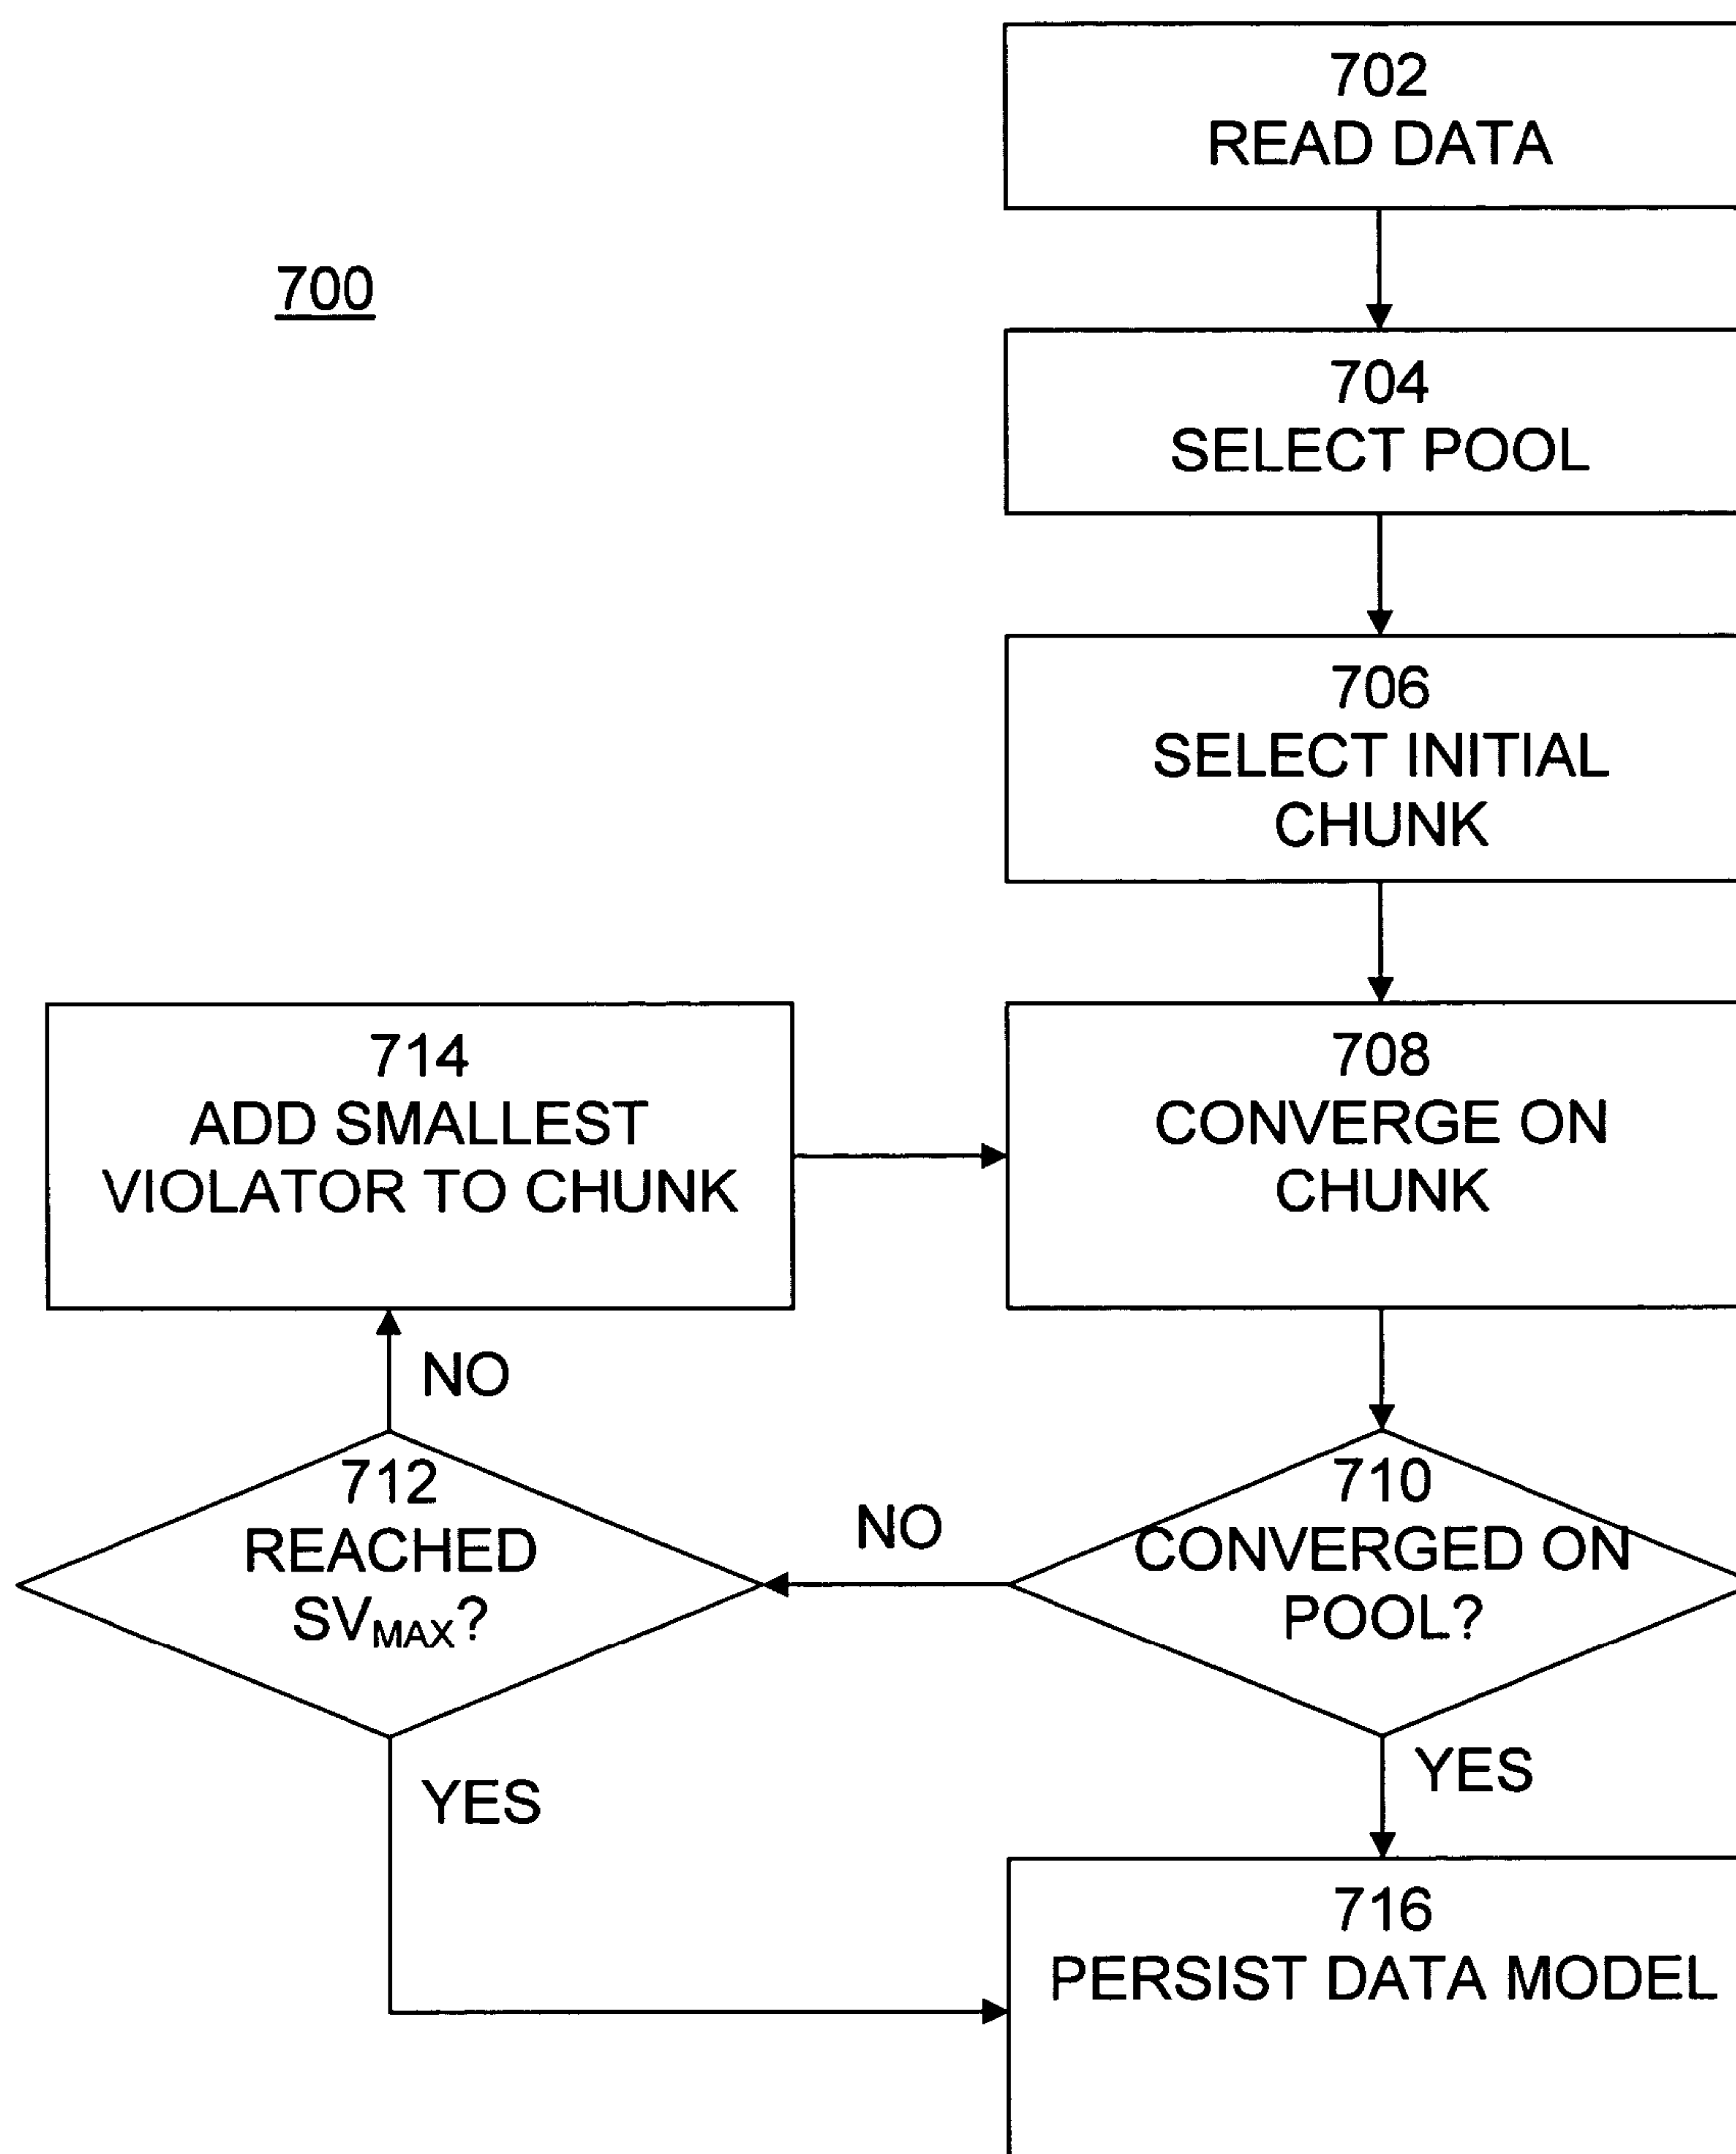 702
READ DATA
700
704
SELECT POOL
706
SELECT INITIAL
CHUNK
714
ADD SMALLEST
VIOLATOR TO CHUNK
708
CONVERGE ON
CHUNK
NO
712
REACHED
SVMAX?
NO
710
CONVERGED ON
POOL?
YES
YES
716
PERSIST DATA MODEL